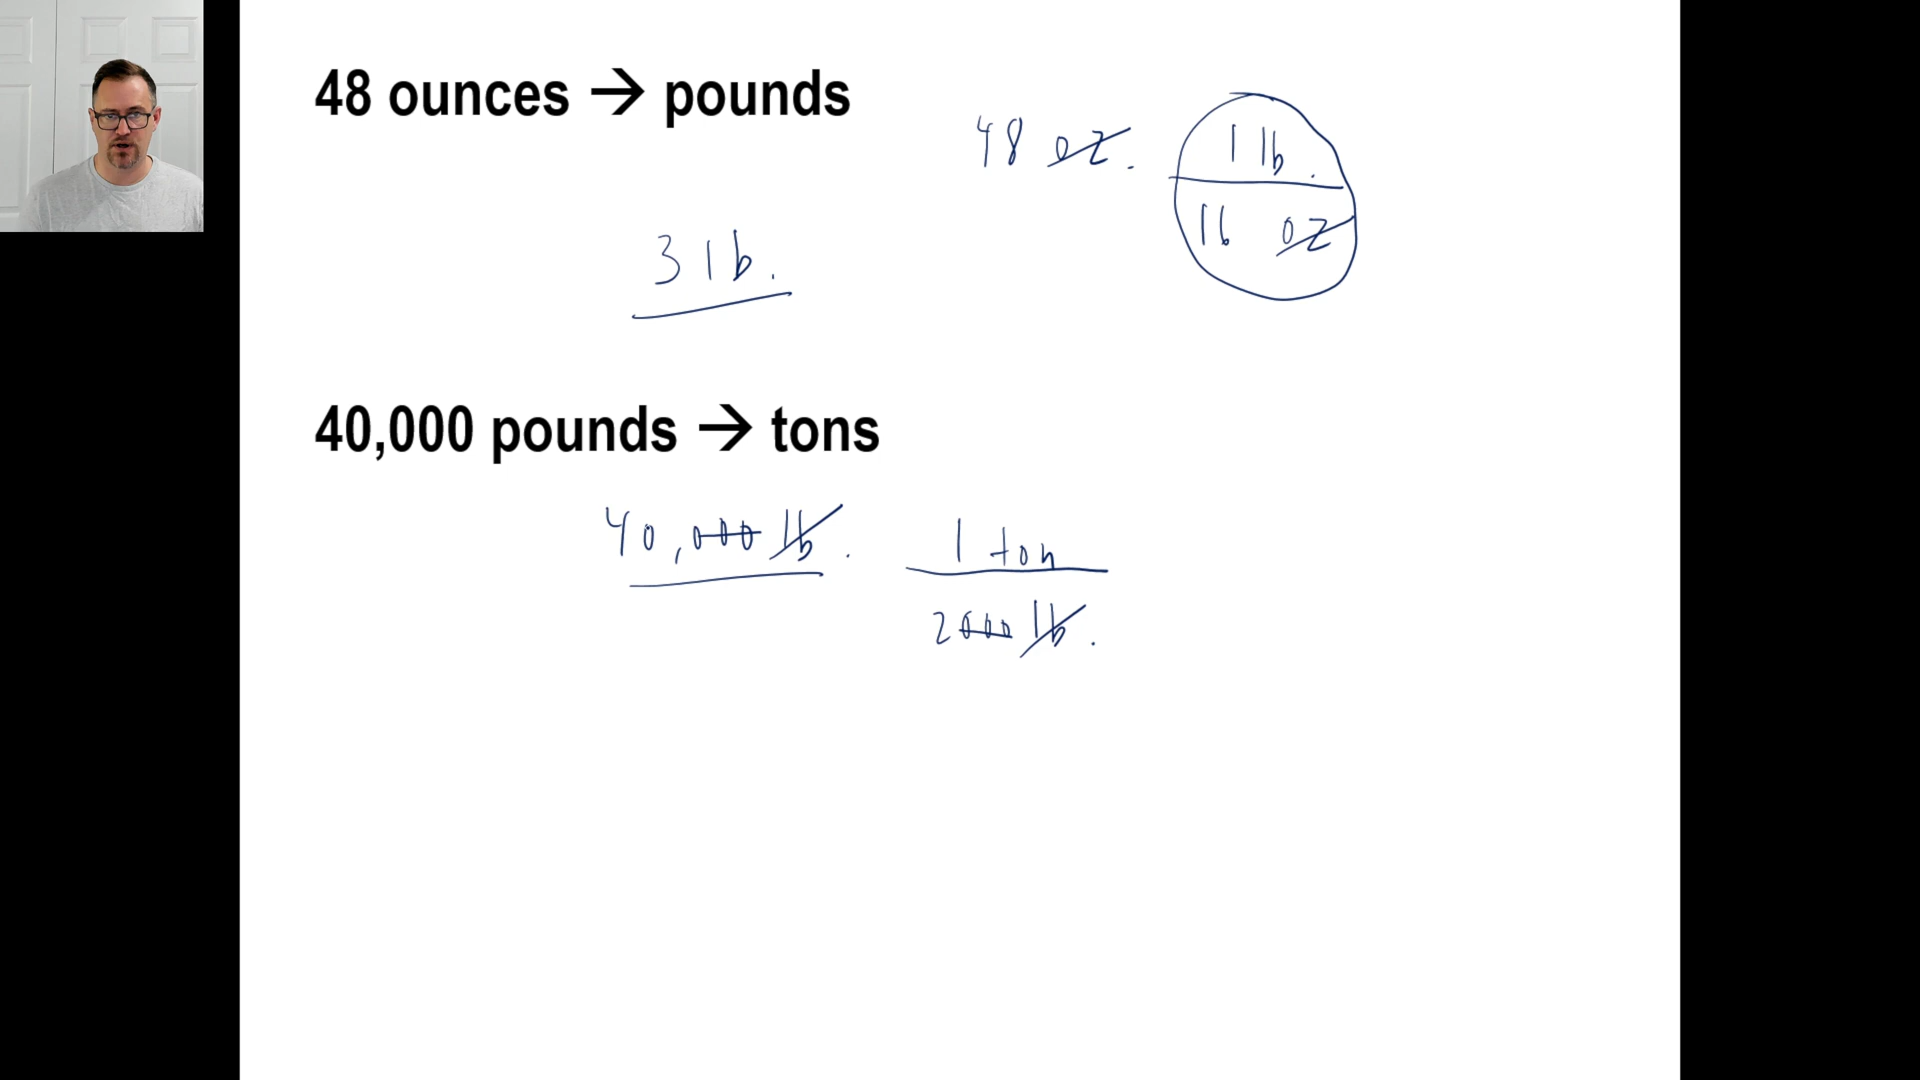 48 ounces → pounds
48 oz. 1 lb.
16 oz
3 lb.
40,000 pounds → tons
40,000 lb. 1 ton
2000 lb.